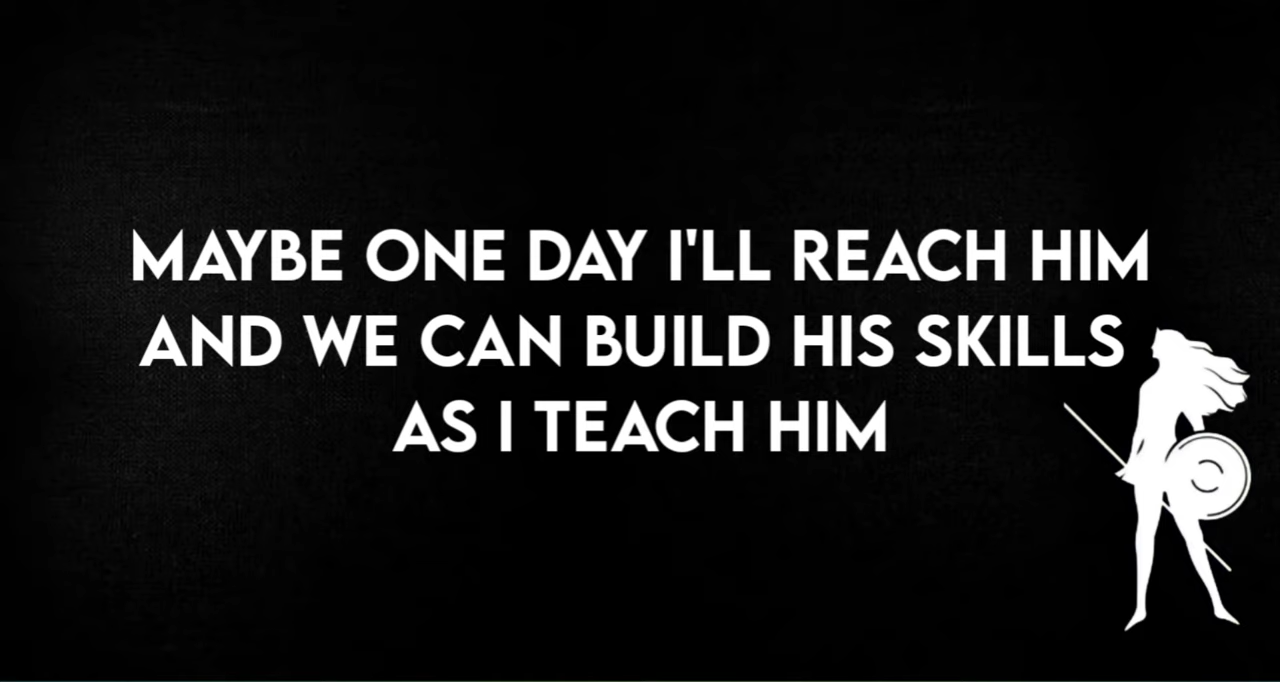 MAYBE ONE DAY I'LL REACH HIM
AND WE CAN BUILD HIS SKILLS
AS I TEACH HIM